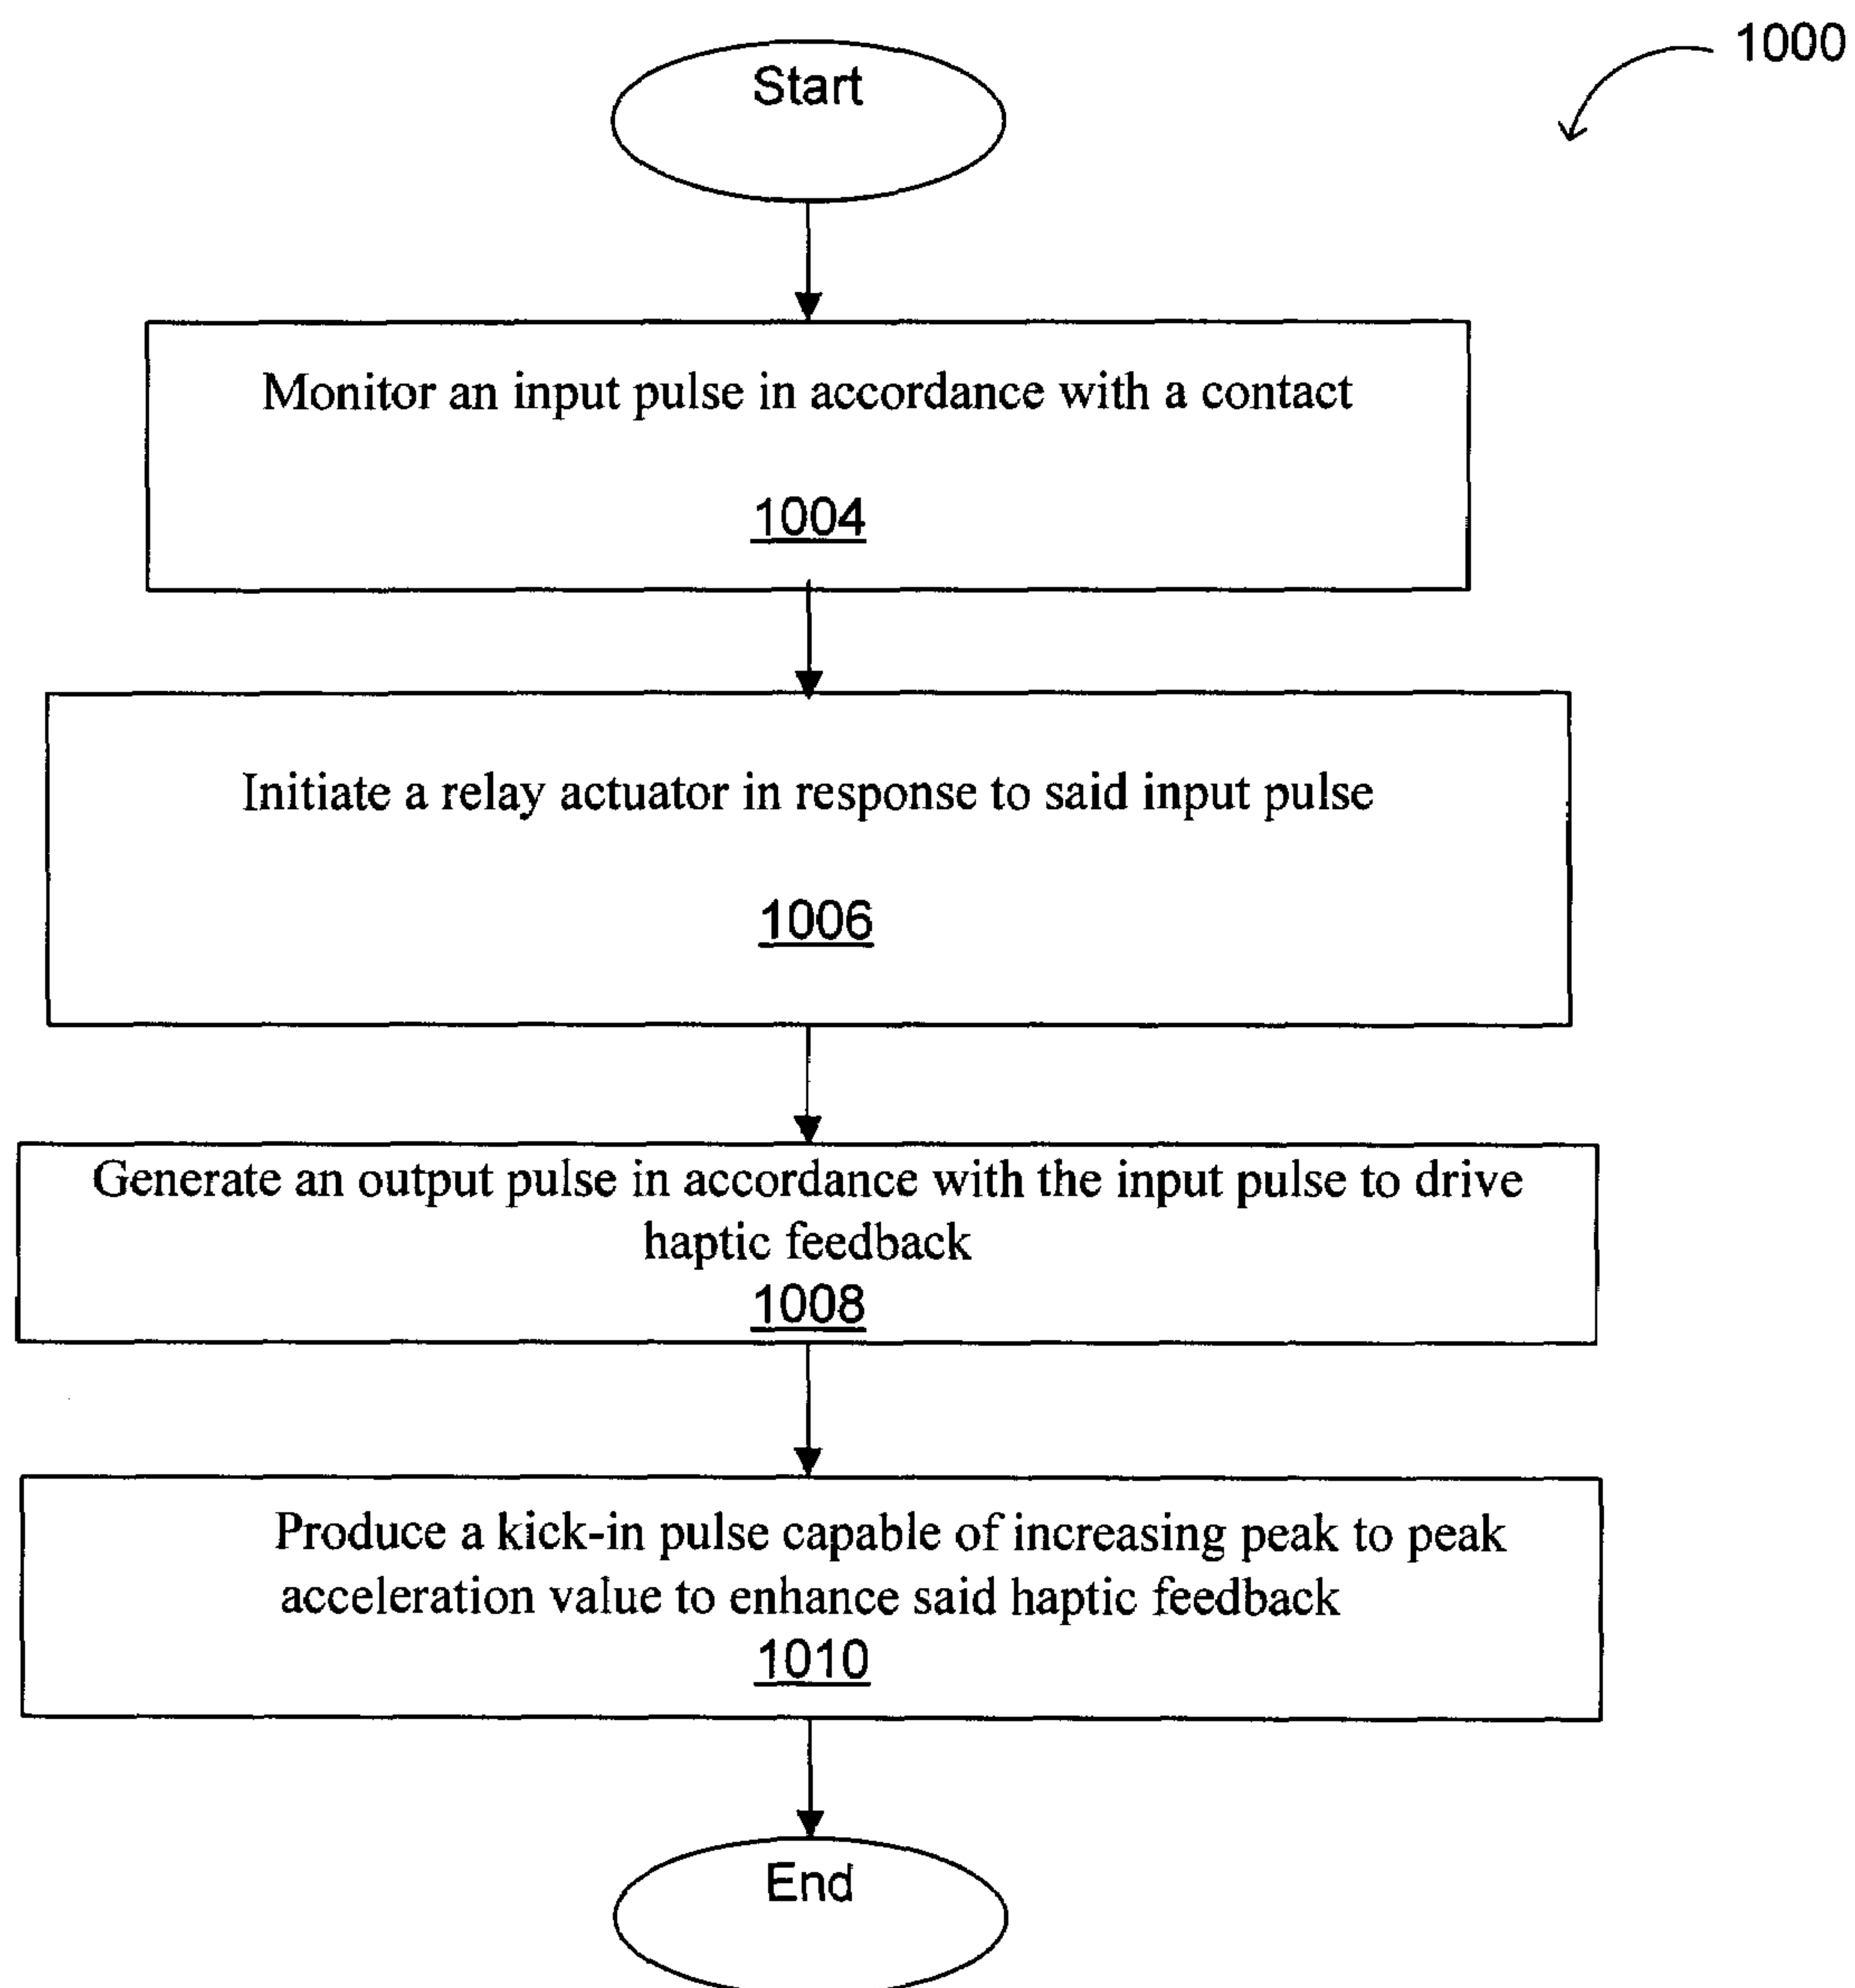 1000
Start
Monitor an input pulse in accordance with a contact
1004
Initiate a relay actuator in response to said input pulse
1006
Generate an output pulse in accordance with the input pulse to drive
haptic feedback
1008
Produce a kick-in pulse capable of increasing peak to peak
acceleration value to enhance said haptic feedback
1010
End